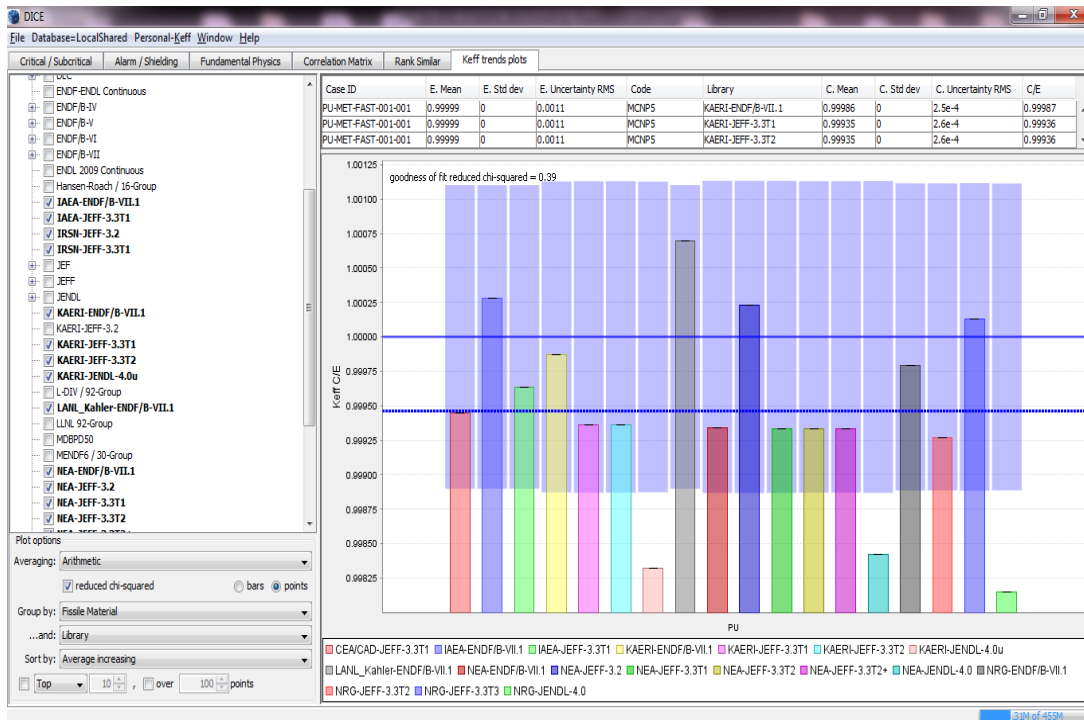 DICE
File Database=LocalShared Personal-Keff Window Help
Critical / Subcritical Alarm / Shielding Fundamental Physics Correlation Matrix Rank Similar Keff trends plots
DLC
ENDF-ENDL Continuous
ENDF/B-IV
ENDF/B-V
ENDF/B-VI
ENDF/B-VII
ENDL 2009 Continuous
Hansen-Roach / 16-Group
IAEA-ENDF/B-VII.1
IAEA-JEFF-3.3T1
IRSN-JEFF-3.2
IRSN-JEFF-3.3T1
JEF
JEFF
JENDL
KAERI-ENDF/B-VII.1
KAERI-JEFF-3.2
KAERI-JEFF-3.3T1
KAERI-JEFF-3.3T2
KAERI-JENDL-4.0u
L-DIV / 92-Group
LANL_Kahler-ENDF/B-VII.1
LLNL 92-Group
MDBPD50
MENDF6 / 30-Group
NEA-ENDF/B-VII.1
NEA-JEFF-3.2
NEA-JEFF-3.3T1
NEA-JEFF-3.3T2
NEA-JEFF-3.3T2+
Plot options
Averaging: Arithmetic
reduced chi-squared bars points
Group by: Fissile Material
...and: Library
Sort by: Average increasing
Top 10 , over 100 points
Case ID E. Mean E. Std dev E. Uncertainty RMS Code Library C. Mean C. Std dev C. Uncertainty RMS C/E
PU-MET-FAST-001-001 0.99999 0 0.0011 MCNP5 KAERI-ENDF/B-VII.1 0.99986 0 2.5e-4 0.99987
PU-MET-FAST-001-001 0.99999 0 0.0011 MCNP5 KAERI-JEFF-3.3T1 0.99935 0 2.6e-4 0.99936
PU-MET-FAST-001-001 0.99999 0 0.0011 MCNP5 KAERI-JEFF-3.3T2 0.99935 0 2.6e-4 0.99936
goodness of fit reduced chi-squared = 0.39
Keff C/E
1.00125
1.00100
1.00075
1.00050
1.00025
1.00000
0.99975
0.99950
0.99925
0.99900
0.99875
0.99850
0.99825
PU
CEA/CAD-JEFF-3.3T1 IAEA-ENDF/B-VII.1 IAEA-JEFF-3.3T1 KAERI-ENDF/B-VII.1 KAERI-JEFF-3.3T1 KAERI-JEFF-3.3T2 KAERI-JENDL-4.0u
LANL_Kahler-ENDF/B-VII.1 NEA-ENDF/B-VII.1 NEA-JEFF-3.2 NEA-JEFF-3.3T1 NEA-JEFF-3.3T2 NEA-JEFF-3.3T2+ NEA-JENDL-4.0 NRG-ENDF/B-VII.1
NRG-JEFF-3.3T2 NRG-JEFF-3.3T3 NRG-JENDL-4.0
31M of 455M